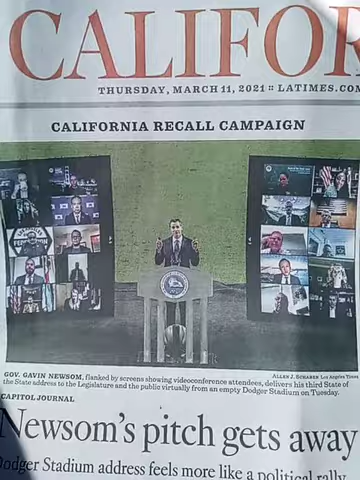 CALIFOR
THURSDAY, MARCH 11, 2021 :: LATIMES.COM
CALIFORNIA RECALL CAMPAIGN
ALLEN J. SCHABEN Los Angeles Times
GOV. GAVIN NEWSOM, flanked by screens showing videoconference attendees, delivers his third State of
the State address to the Legislature and the public virtually from an empty Dodger Stadium on Tuesday.
CAPITOL JOURNAL
Newsom's pitch gets away
Dodger Stadium address feels more like a political rally